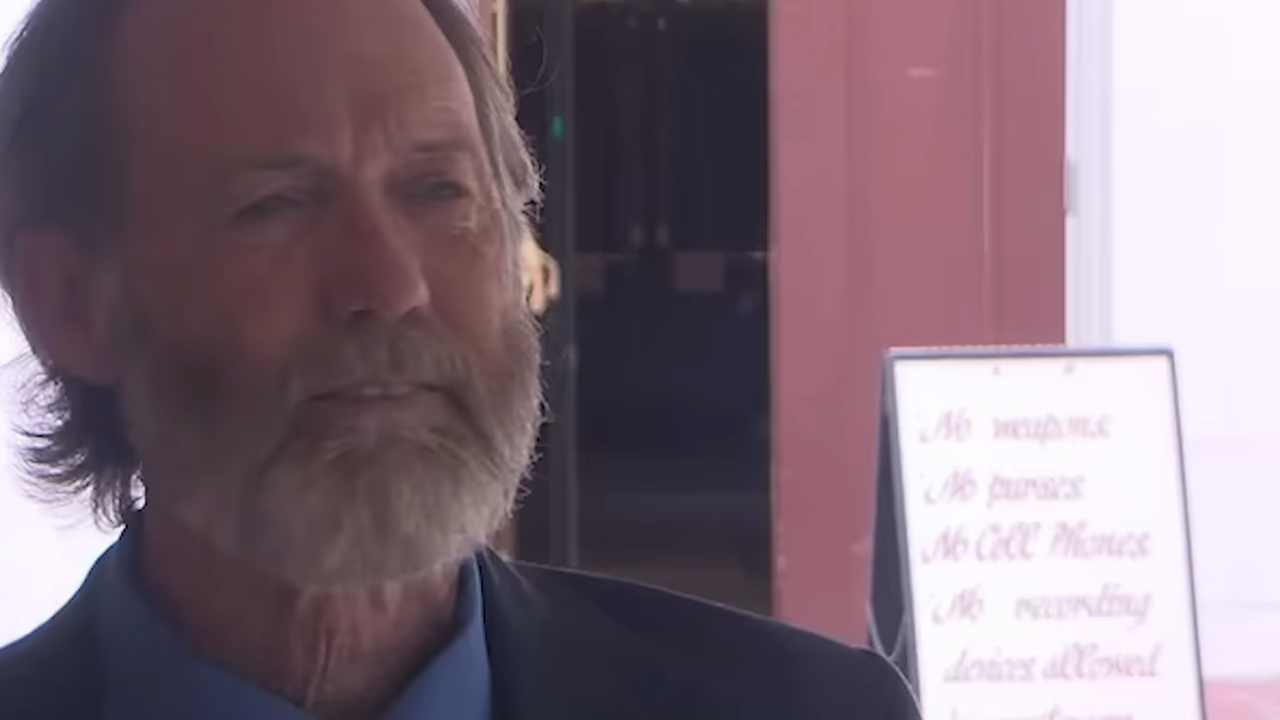 No weapons
No purses
No Cell Phones
No recording
devices allowed